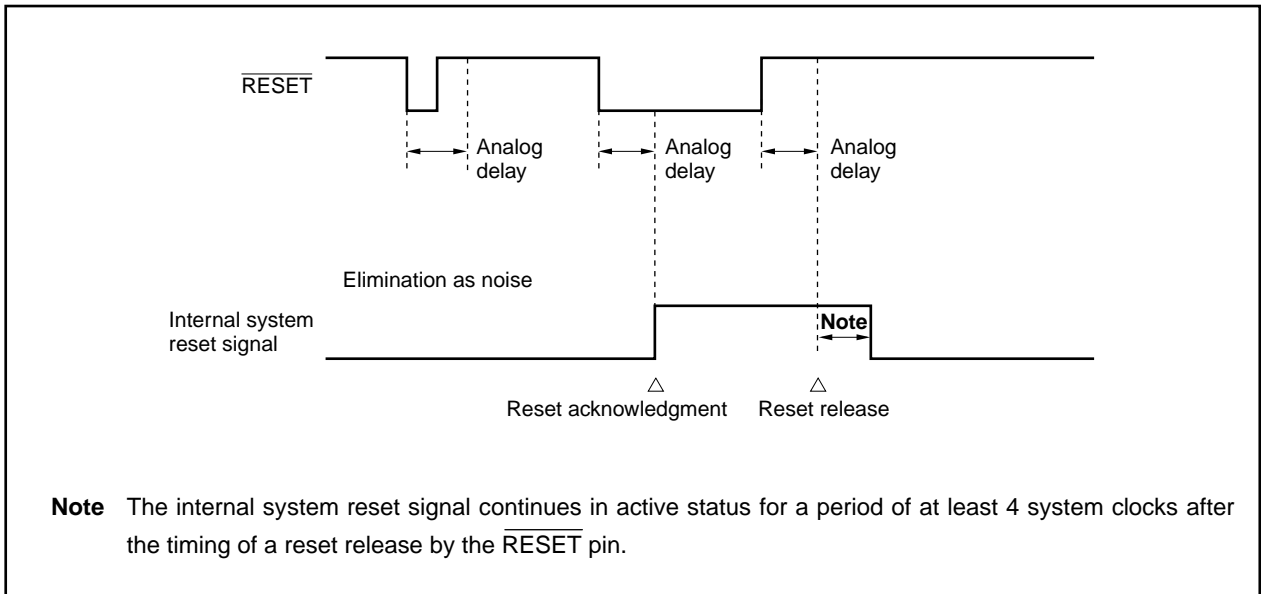 RESET
Analog
delay
Analog
delay
Analog
delay
Elimination as noise
Internal system
reset signal
Note
Reset acknowledgment
Reset release
Note The internal system reset signal continues in active status for a period of at least 4 system clocks after
the timing of a reset release by the RESET pin.